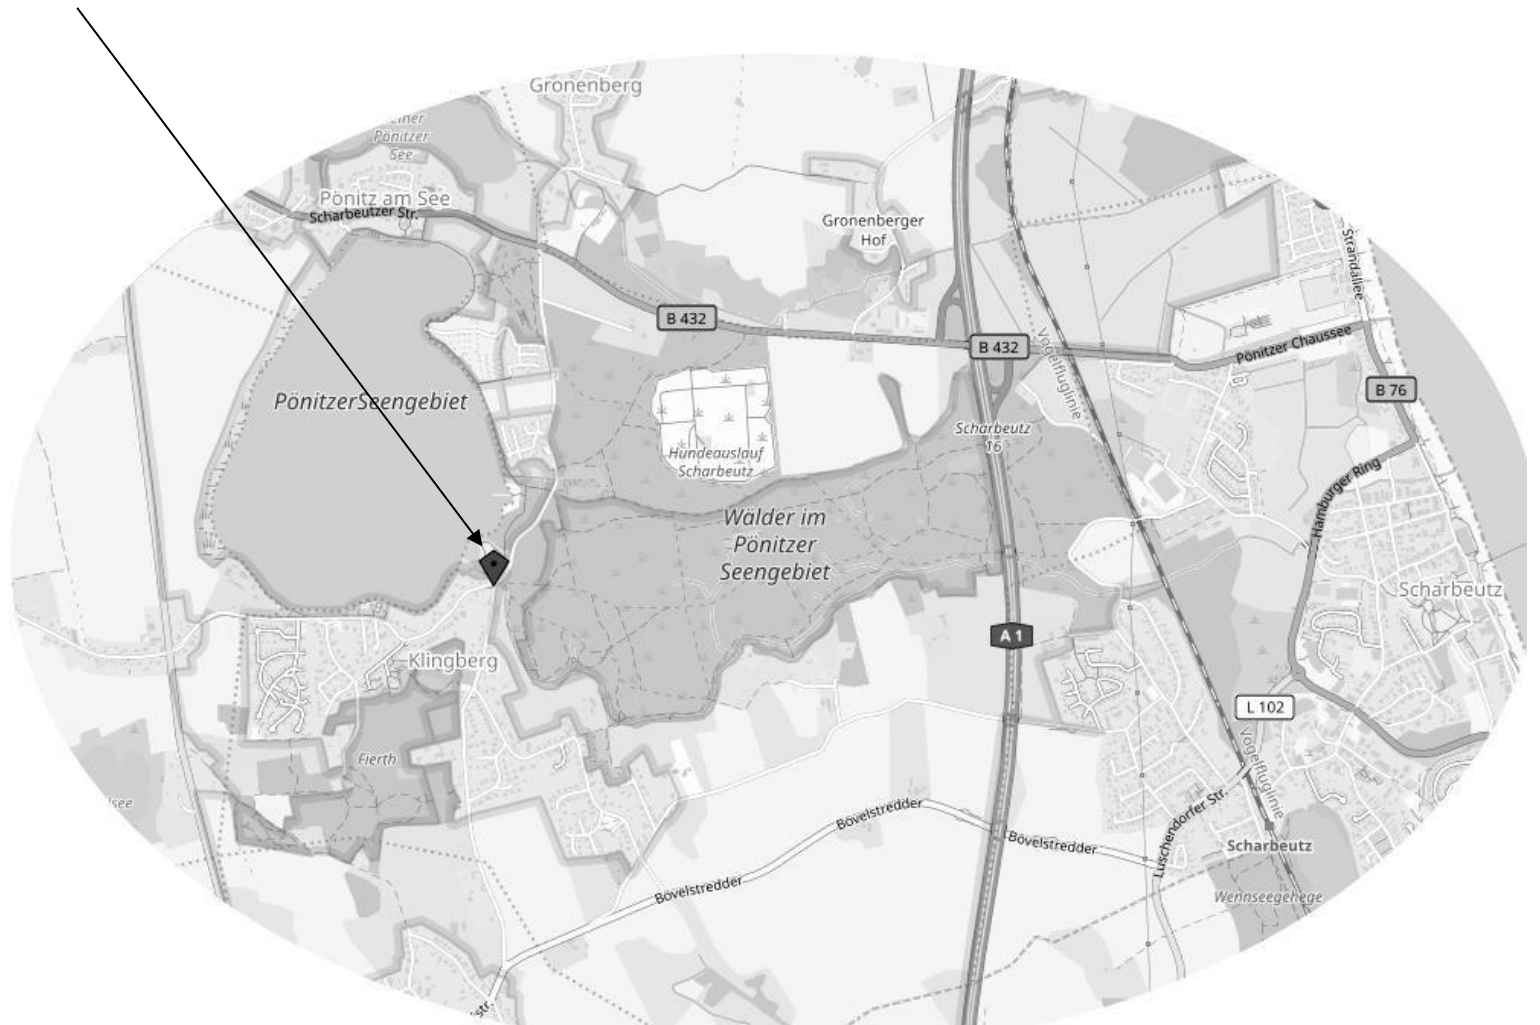 Gronenberg
Pönitzer
See
Pönitz am See
Scharbeutzer Str.
Gronenberger
Hof
Strandallee
B 432
B 432
Vogelfluglinie
Pönitzer Chaussee
B 76
PönitzerSeengebiet
Scharbeutz
16
Hundeauslauf
Scharbeutz
Hamburger Ring
Wälder im
Pönitzer
Seengebiet
Scharbeutz
A 1
Klingberg
L 102
Fierth
Vogelfluglinie
Luschendorfer Str.
Bövelstredder
Bövelstredder
Scharbeutz
Bövelstredder
Wennseegehege